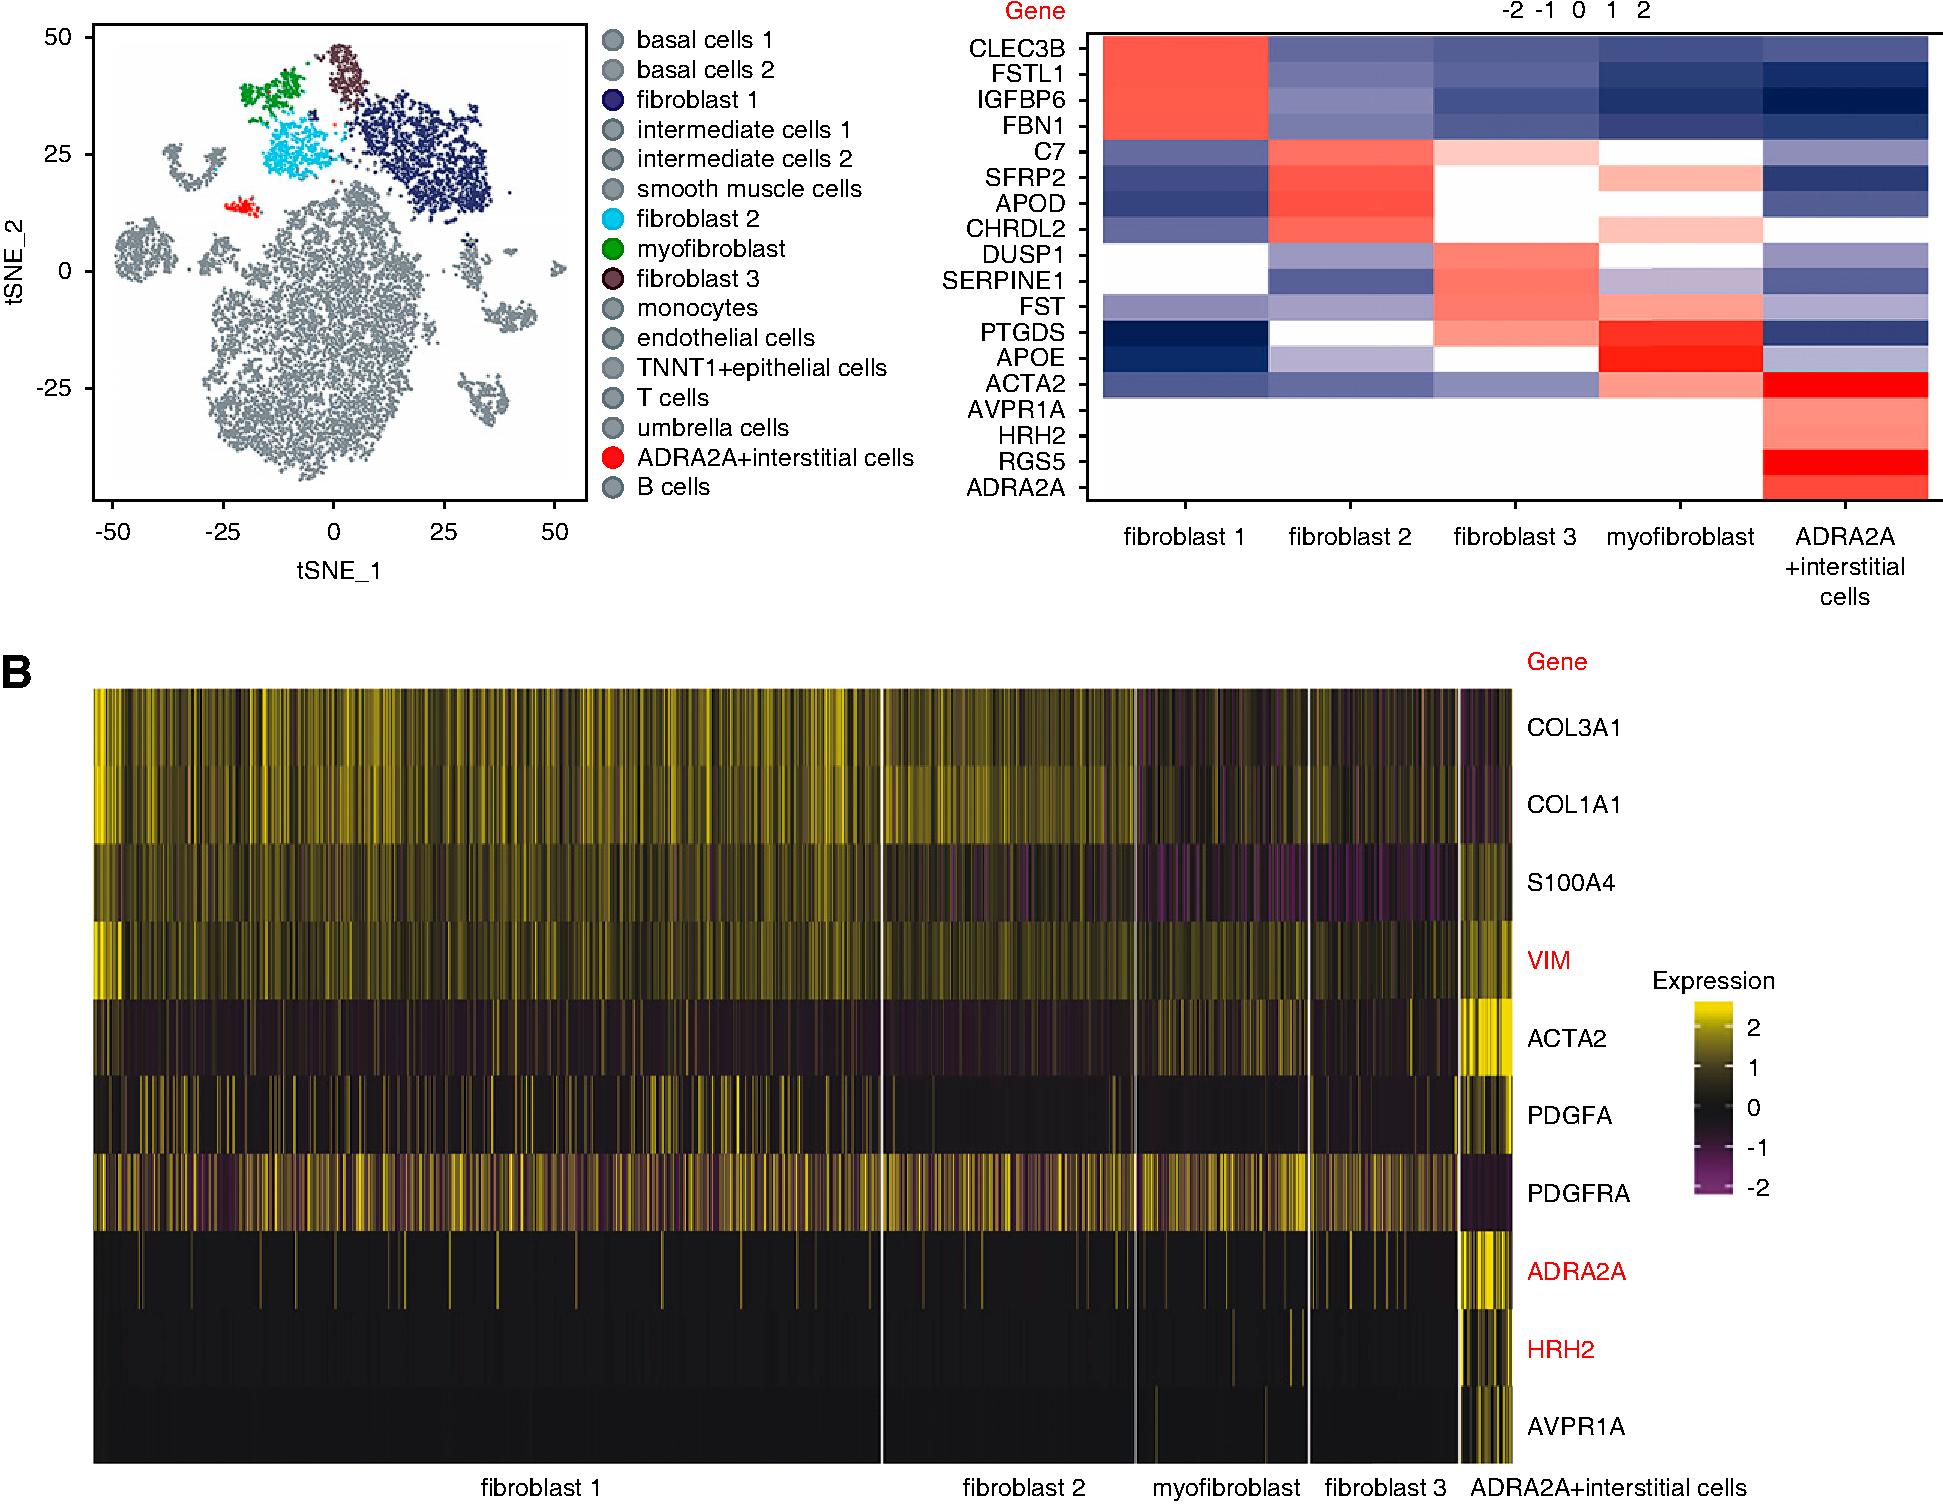 50
25
0
-25
tSNE_2
-50
-25
0
25
50
tSNE_1
basal cells 1
basal cells 2
fibroblast 1
intermediate cells 1
intermediate cells 2
smooth muscle cells
fibroblast 2
myofibroblast
fibroblast 3
monocytes
endothelial cells
TNNT1+epithelial cells
T cells
umbrella cells
ADRA2A+interstitial cells
B cells
Gene
-2 -1 0 1 2
CLEC3B
FSTL1
IGFBP6
FBN1
C7
SFRP2
APOD
CHRDL2
DUSP1
SERPINE1
FST
PTGDS
APOE
ACTA2
AVPR1A
HRH2
RGS5
ADRA2A
fibroblast 1
fibroblast 2
fibroblast 3
myofibroblast
ADRA2A
+interstitial
cells
B
Gene
COL3A1
COL1A1
S100A4
VIM
ACTA2
PDGFA
PDGFRA
ADRA2A
HRH2
AVPR1A
Expression
2
1
0
-1
-2
fibroblast 1
fibroblast 2
myofibroblast
fibroblast 3
ADRA2A+interstitial cells